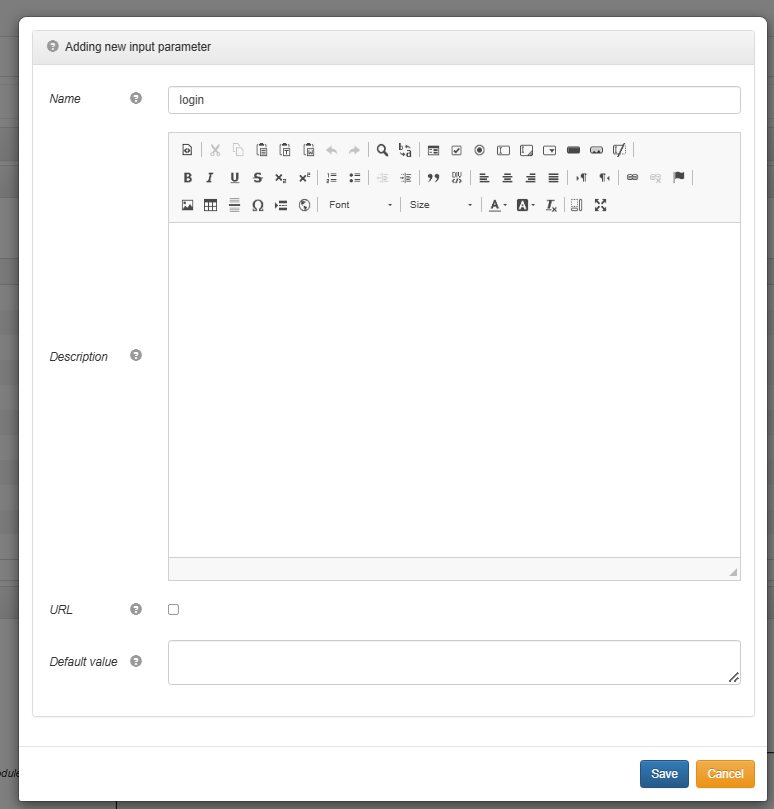 Adding new input parameter
Name
login
Font
Size
Description
URL
Default value
odule
Save
Cancel